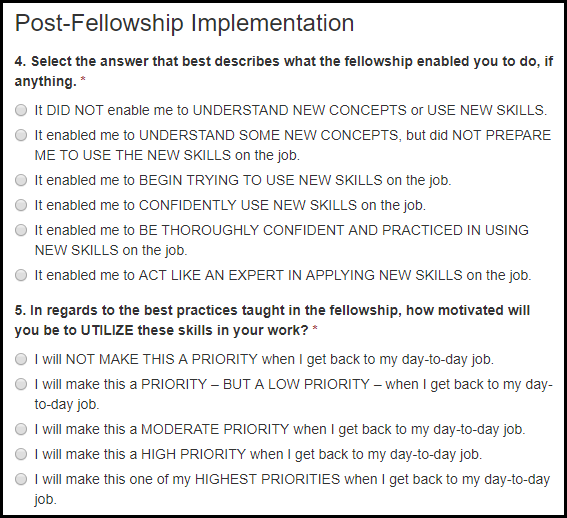 Post-Fellowship Implementation
4. Select the answer that best describes what the fellowship enabled you to do, if
anything. *
It DID NOT enable me to UNDERSTAND NEW CONCEPTS or USE NEW SKILLS.
It enabled me to UNDERSTAND SOME NEW CONCEPTS, but did NOT PREPARE
ME TO USE THE NEW SKILLS on the job.
It enabled me to BEGIN TRYING TO USE NEW SKILLS on the job.
It enabled me to CONFIDENTLY USE NEW SKILLS on the job.
It enabled me to BE THOROUGHLY CONFIDENT AND PRACTICED IN USING
NEW SKILLS on the job.
It enabled me to ACT LIKE AN EXPERT IN APPLYING NEW SKILLS on the job.
5. In regards to the best practices taught in the fellowship, how motivated will
you be to UTILIZE these skills in your work? *
I will NOT MAKE THIS A PRIORITY when I get back to my day-to-day job.
I will make this a PRIORITY – BUT A LOW PRIORITY – when I get back to my day-
to-day job.
I will make this a MODERATE PRIORITY when I get back to my day-to-day job.
I will make this a HIGH PRIORITY when I get back to my day-to-day job.
I will make this one of my HIGHEST PRIORITIES when I get back to my day-to-day
job.